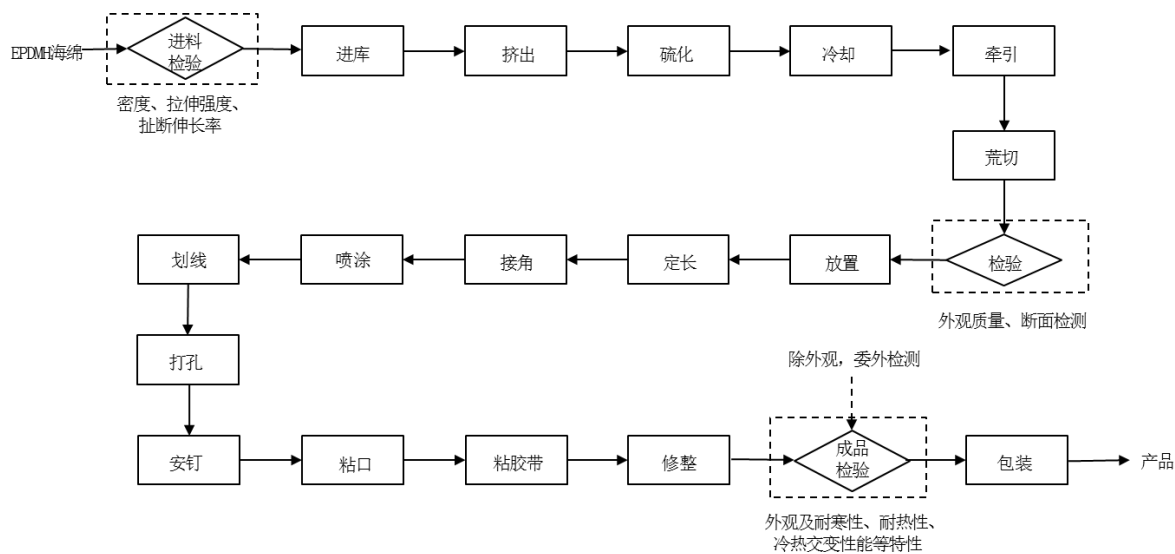 EPDMH海绵
进料
检验
进库
挤出
硫化
冷却
牵引
密度、拉伸强度、
扯断伸长率
荒切
划线
喷涂
接角
定长
放置
检验
外观质量、断面检测
打孔
除外观，委外检测
安钉
粘口
粘胶带
修整
成品
检验
包装
产品
外观及耐寒性、耐热性、
冷热交变性能等特性